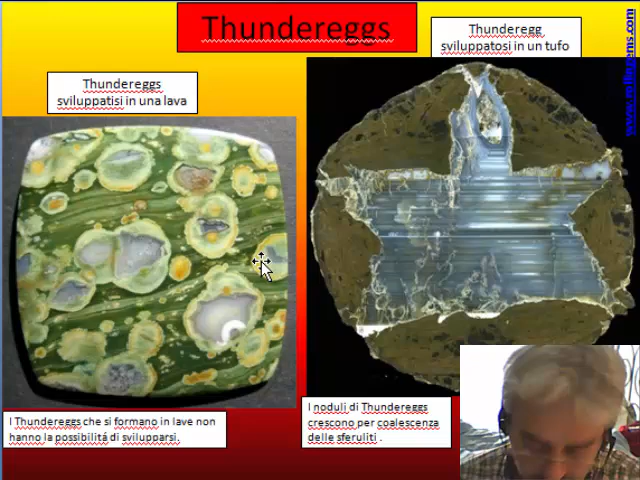 Thundereggs
Thunderegg
sviluppatosi in un tufo
Thundereggs
sviluppatisi in una lava
I Thundereggs che si formano in lave non
hanno la possibilitá di svilupparsi.
I noduli di Thundereggs
crescono per coalescenza
delle sferuliti .